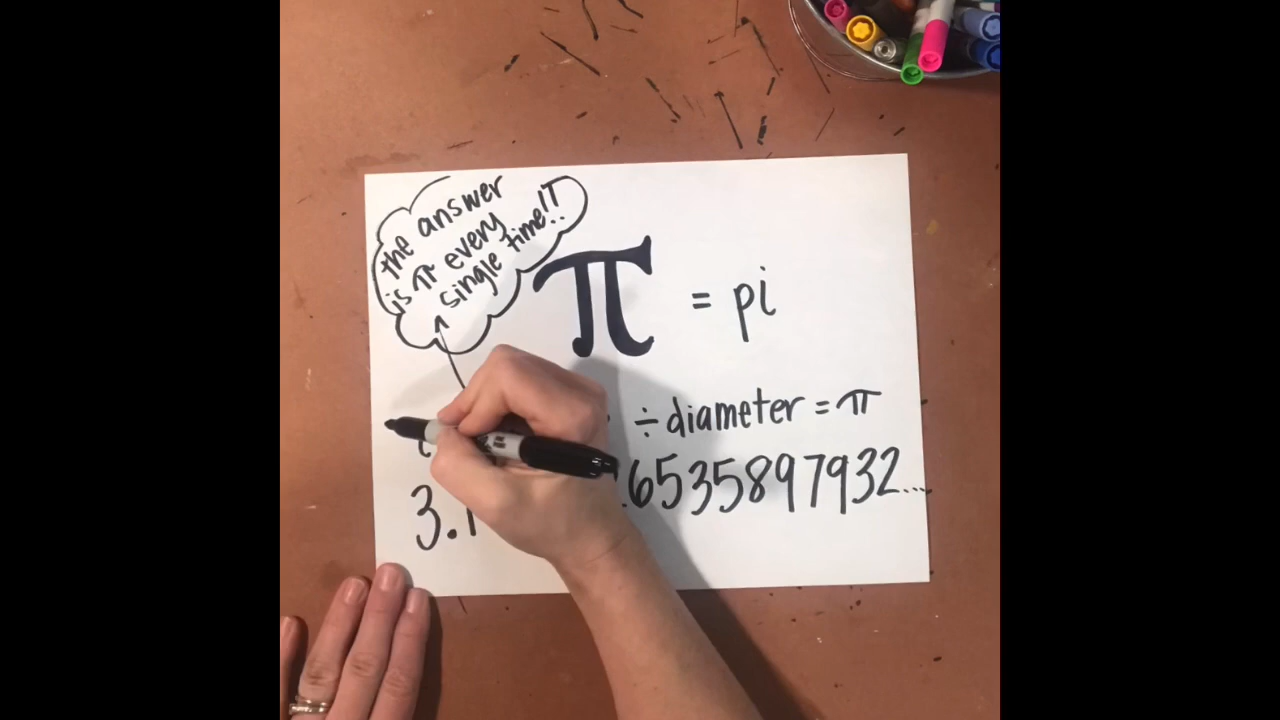 the answer
is π every
single time!!
π = pi
÷ diameter = π
3.1 6535897932...